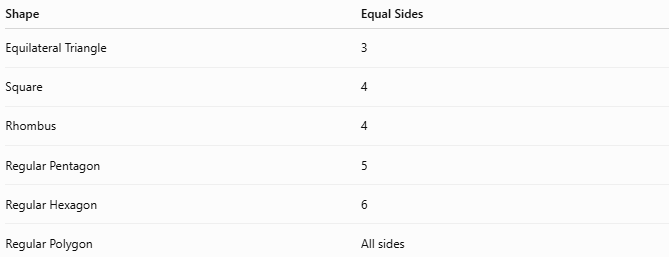 Shape Equal Sides
Equilateral Triangle 3
Square 4
Rhombus 4
Regular Pentagon 5
Regular Hexagon 6
Regular Polygon All sides